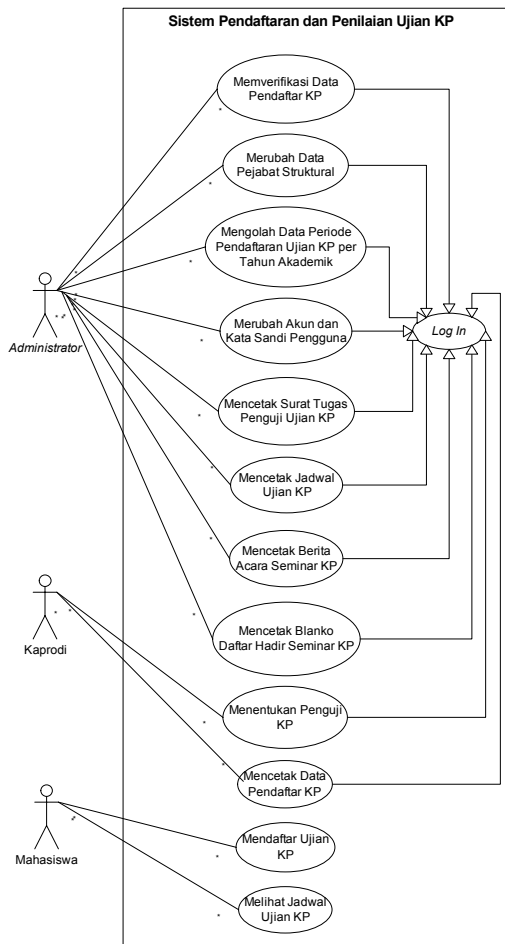 Sistem Pendaftaran dan Penilaian Ujian KP
Memverifikasi Data
Pendaftar KP
Merubah Data
Pejabat Struktural
Mengolah Data Periode
Pendaftaran Ujian KP per
Tahun Akademik
Administrator
Merubah Akun dan
Kata Sandi Pengguna
Log In
Mencetak Surat Tugas
Penguji Ujian KP
Mencetak Jadwal
Ujian KP
Mencetak Berita
Acara Seminar KP
Mencetak Blanko
Daftar Hadir Seminar KP
Kaprodi
Menentukan Penguji
KP
Mencetak Data
Pendaftar KP
Mahasiswa
Mendaftar Ujian
KP
Melihat Jadwal
Ujian KP